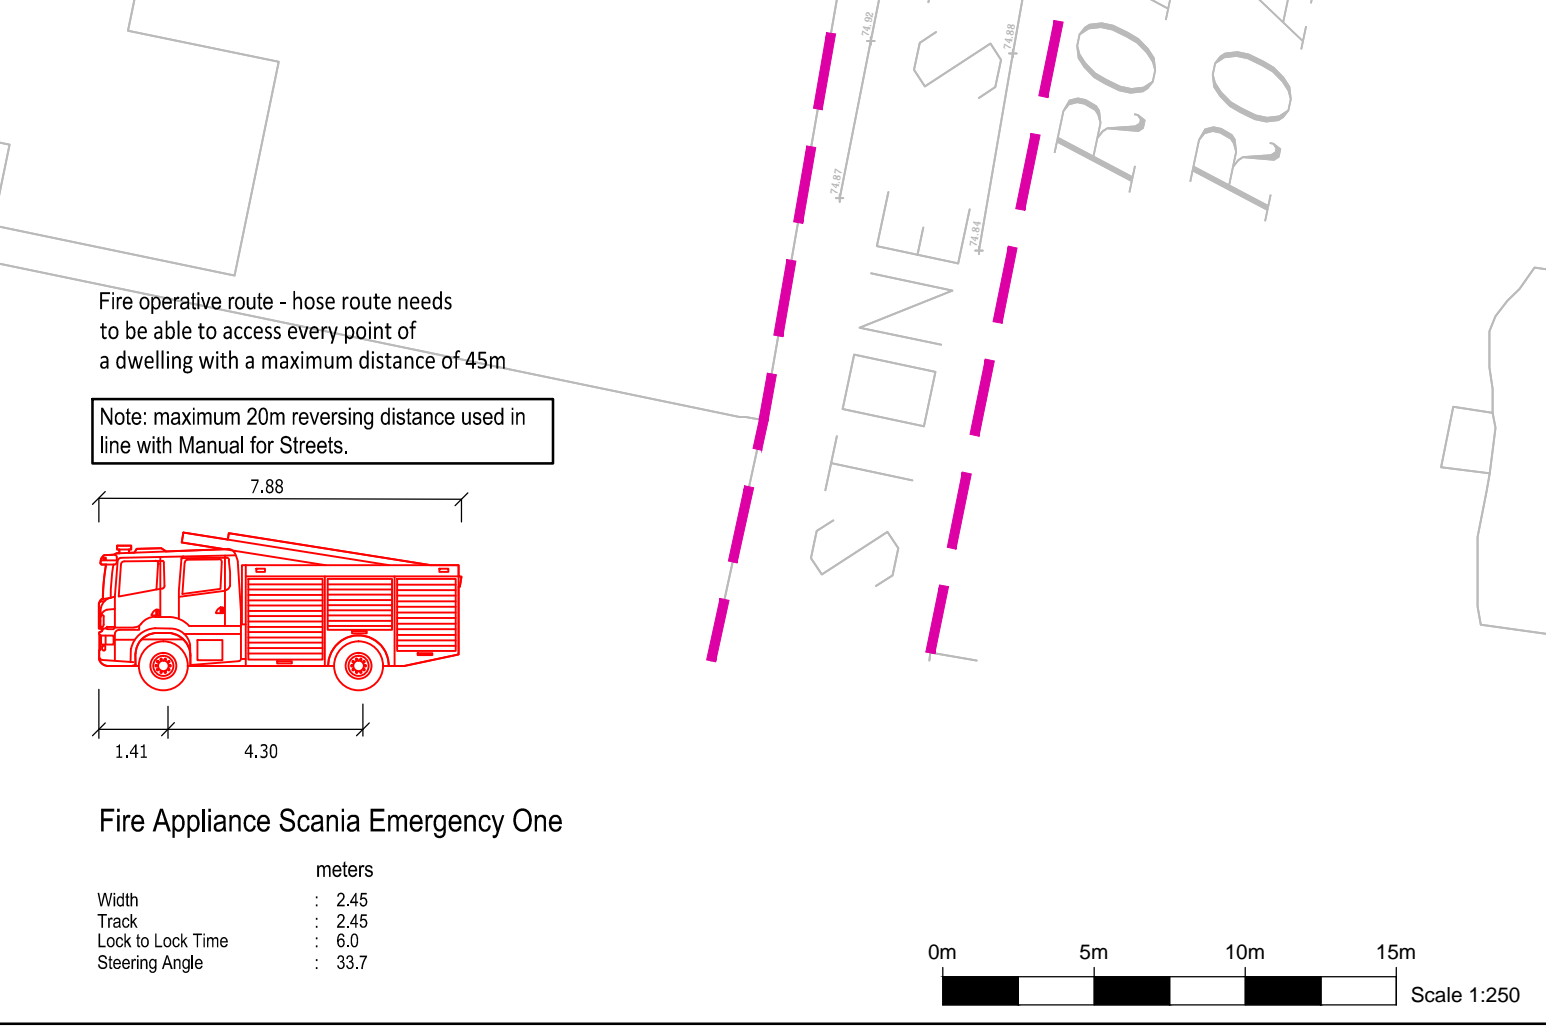 74.92
74.88
74.87
74.84
STONE S
ROA
ROA
Fire operative route - hose route needs
to be able to access every point of
a dwelling with a maximum distance of 45m
Note: maximum 20m reversing distance used in
line with Manual for Streets.
7.88
1.41
4.30
Fire Appliance Scania Emergency One
meters
Width : 2.45
Track : 2.45
Lock to Lock Time : 6.0
Steering Angle : 33.7
0m 5m 10m 15m
Scale 1:250